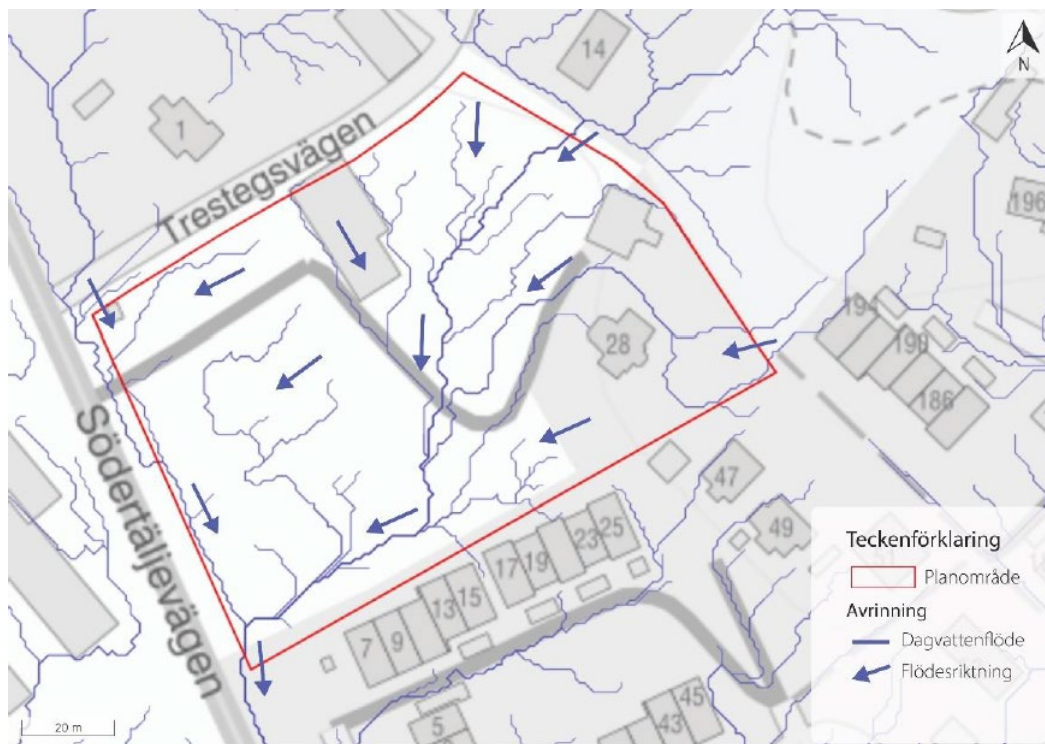 N
14
1
Trestegsvägen
196
194
190
186
28
Södertäljevägen
47
49
25
23
19
17
15
13
9
7
5
45
43
Teckenförklaring
Planområde
Avrinning
Dagvattenflöde
Flödesriktning
20 m